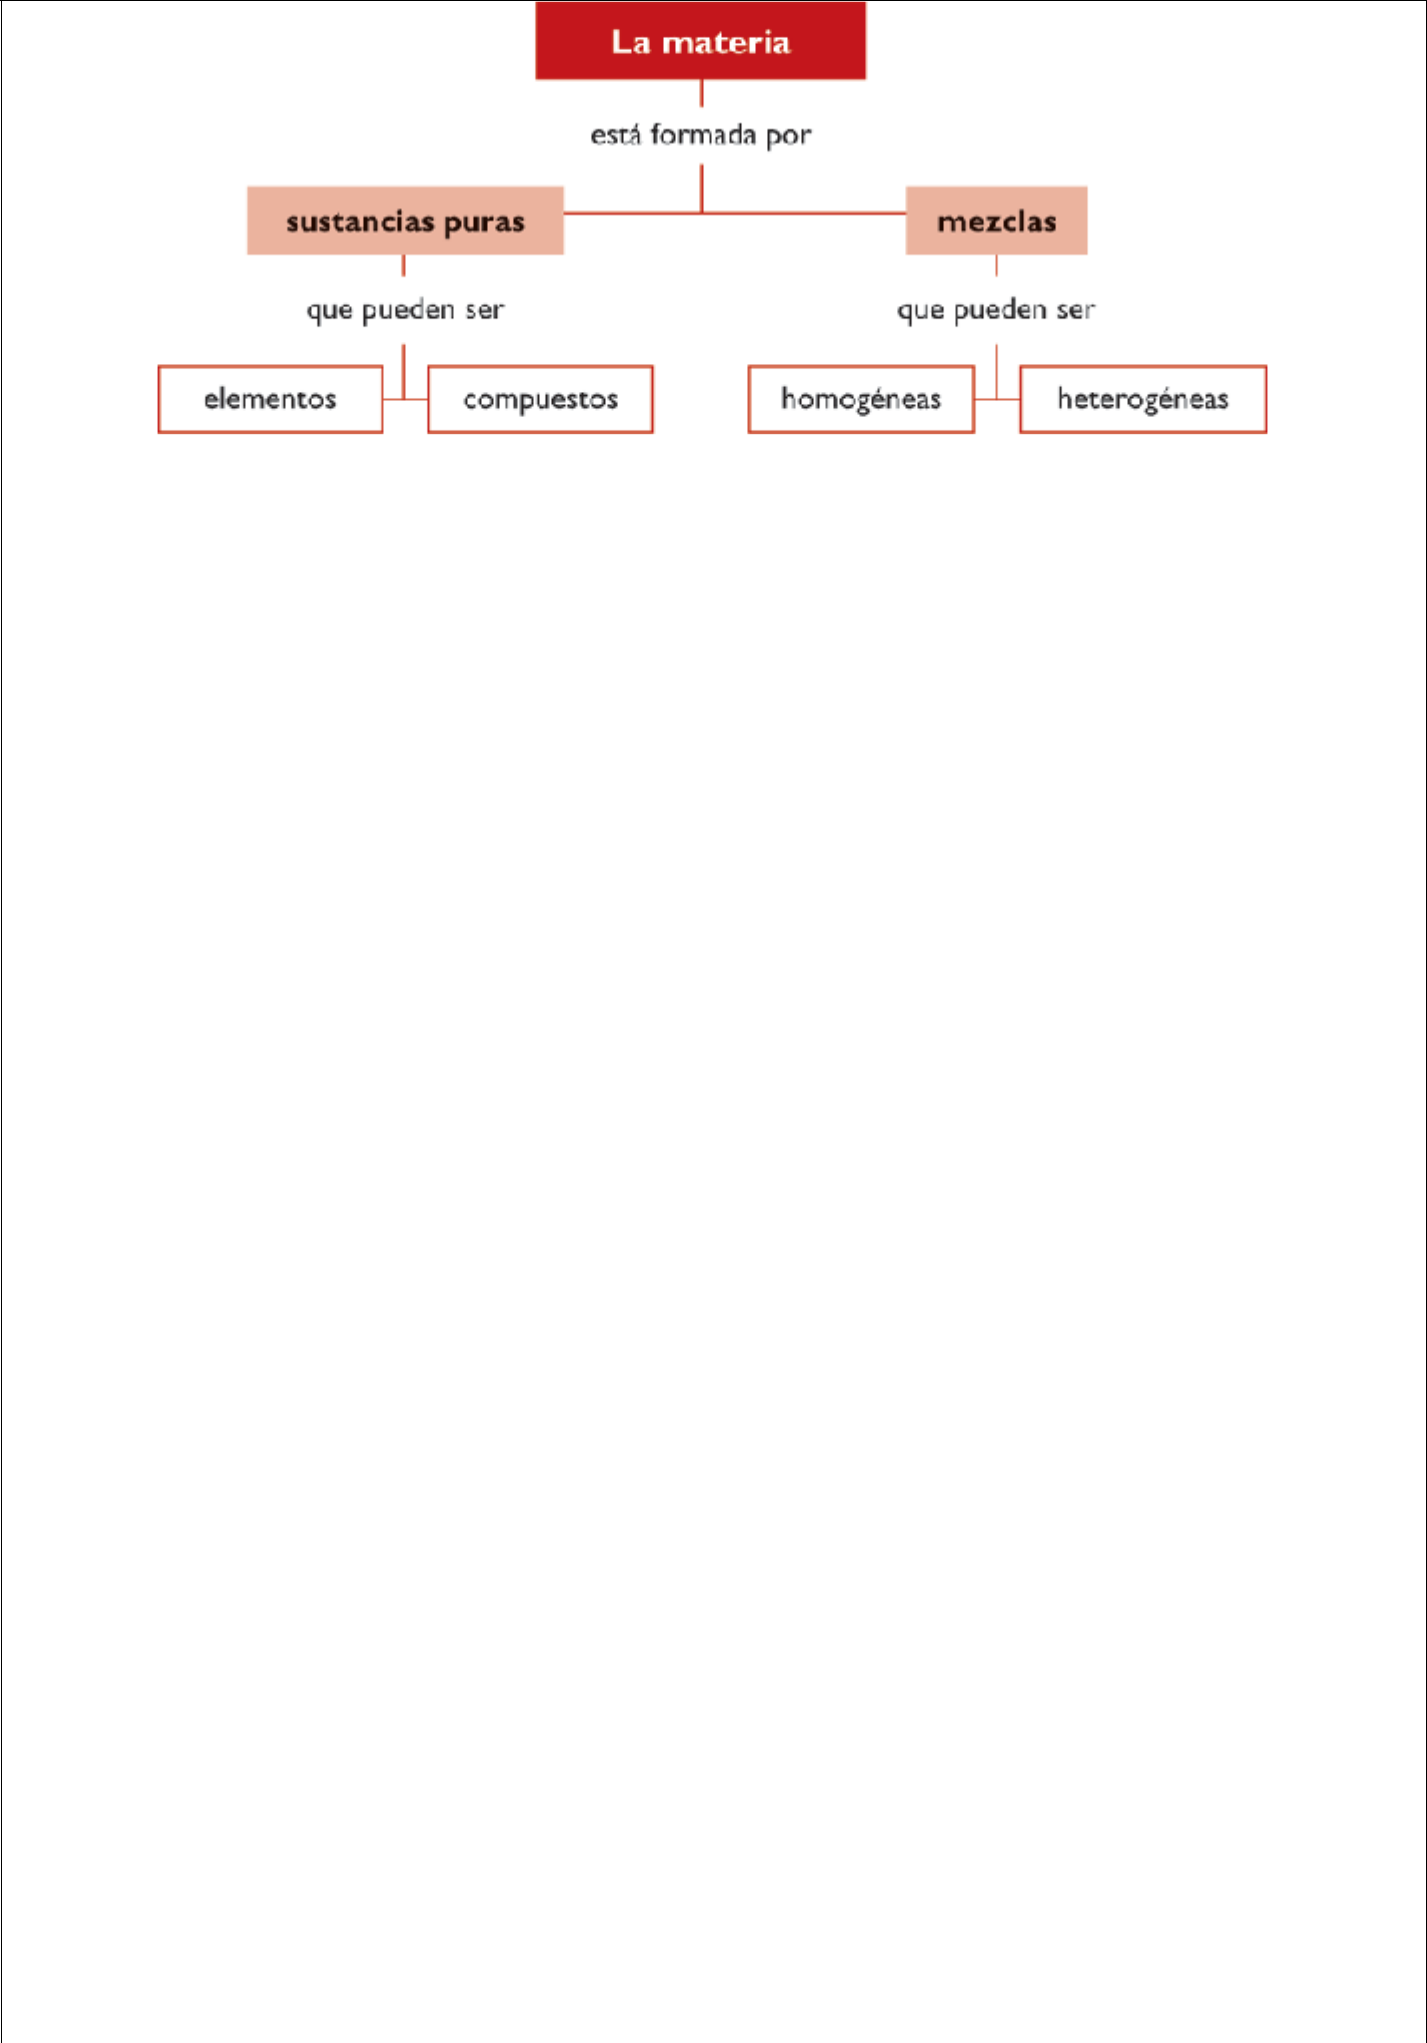 La materia
está formada por
sustancias puras
mezclas
que pueden ser
que pueden ser
elementos
compuestos
homogéneas
heterogéneas